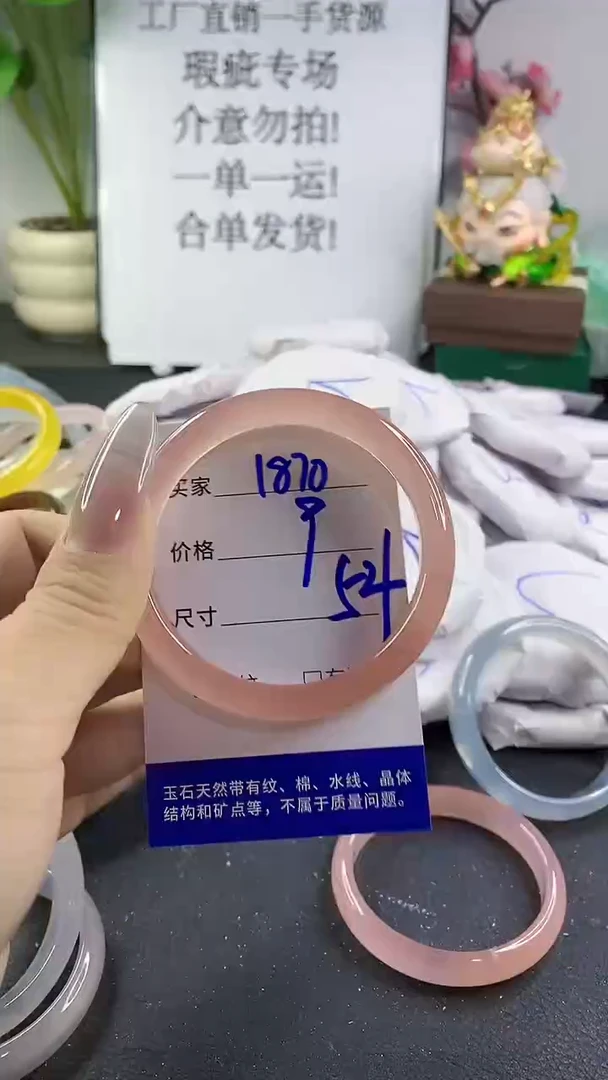 工厂直销一手货源
瑕疵专场
介意勿拍!
一单一运!
合单发货!
买家 1870
价格 9
尺寸 54
玉石天然带有纹、棉、水线、晶体
结构和矿点等，不属于质量问题。